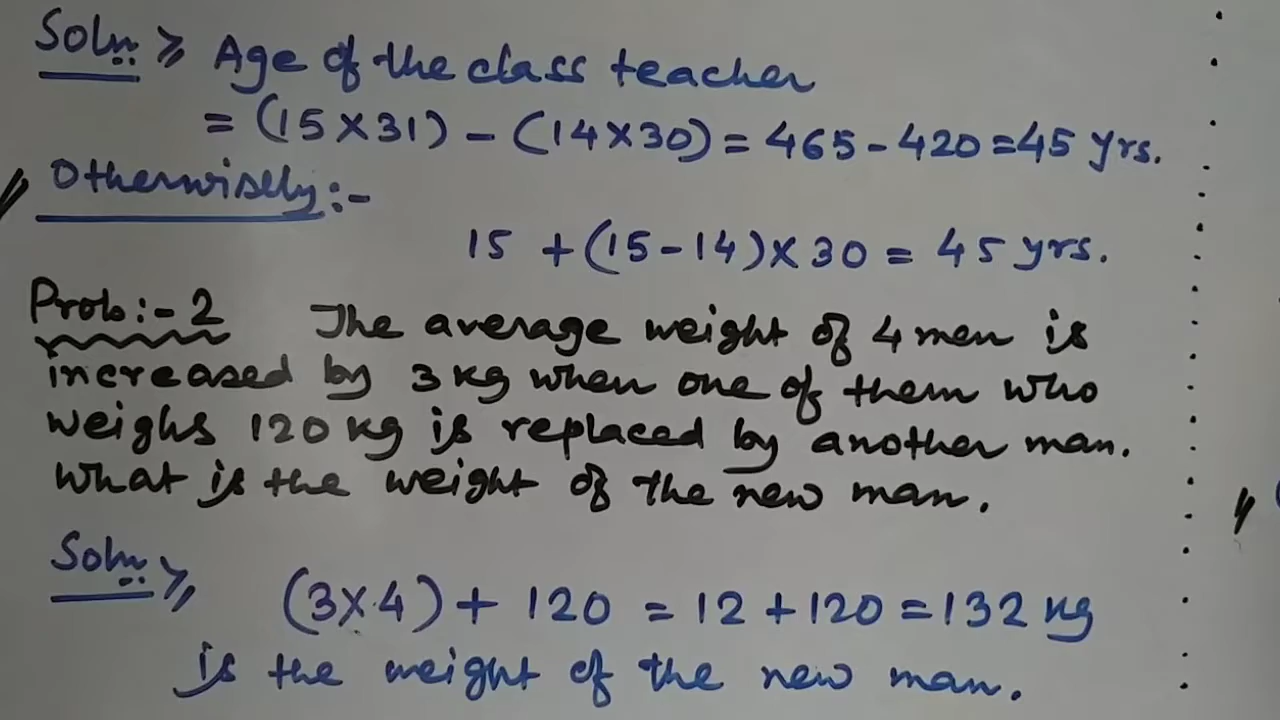 Soln: > Age of the class teacher
= (15 X 31) - (14 X 30) = 465 - 420 = 45 yrs.
Otherwisely:-
15 + (15-14) X 30 = 45 yrs.
Prob:- 2 The average weight of 4 men is
increased by 3 kg when one of them who
weighs 120 kg is replaced by another man.
What is the weight of the new man.
Soln: > (3X4) + 120 = 12 + 120 = 132 kg
is the weight of the new man.